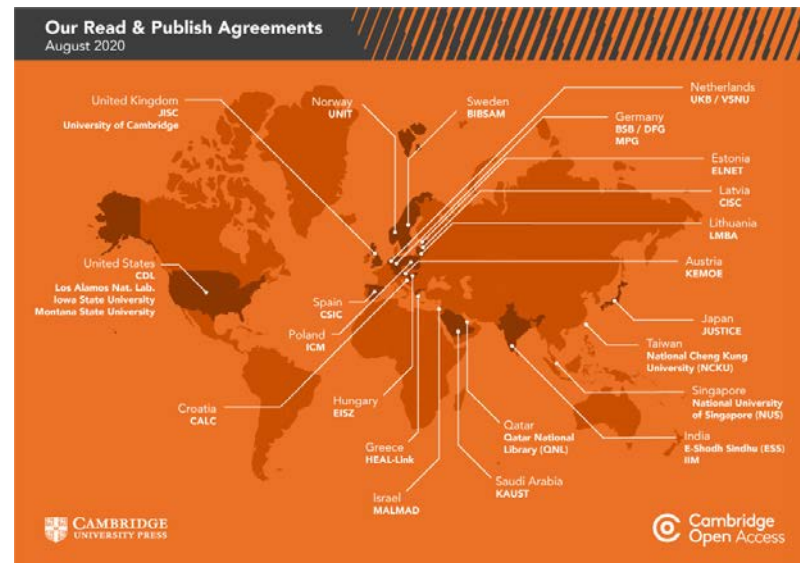 Our Read & Publish Agreements
August 2020
United Kingdom
JISC
University of Cambridge
Norway
UNIT
Sweden
BIBSAM
Netherlands
UKB / VSNU
Germany
BSB / DFG
MPG
Estonia
ELNET
Latvia
CISC
Lithuania
LMBA
Austria
KEMOE
United States
CDL
Los Alamos Nat. Lab.
Iowa State University
Montana State University
Spain
CSIC
Poland
ICM
Japan
JUSTICE
Taiwan
National Cheng Kung
University (NCKU)
Croatia
CALC
Hungary
EISZ
Singapore
National University
of Singapore (NUS)
Greece
HEAL-Link
Qatar
Qatar National
Library (QNL)
India
E-Shodh Sindhu (ESS)
IIM
Israel
MALMAD
Saudi Arabia
KAUST
CAMBRIDGE
UNIVERSITY PRESS
Cambridge
Open Access